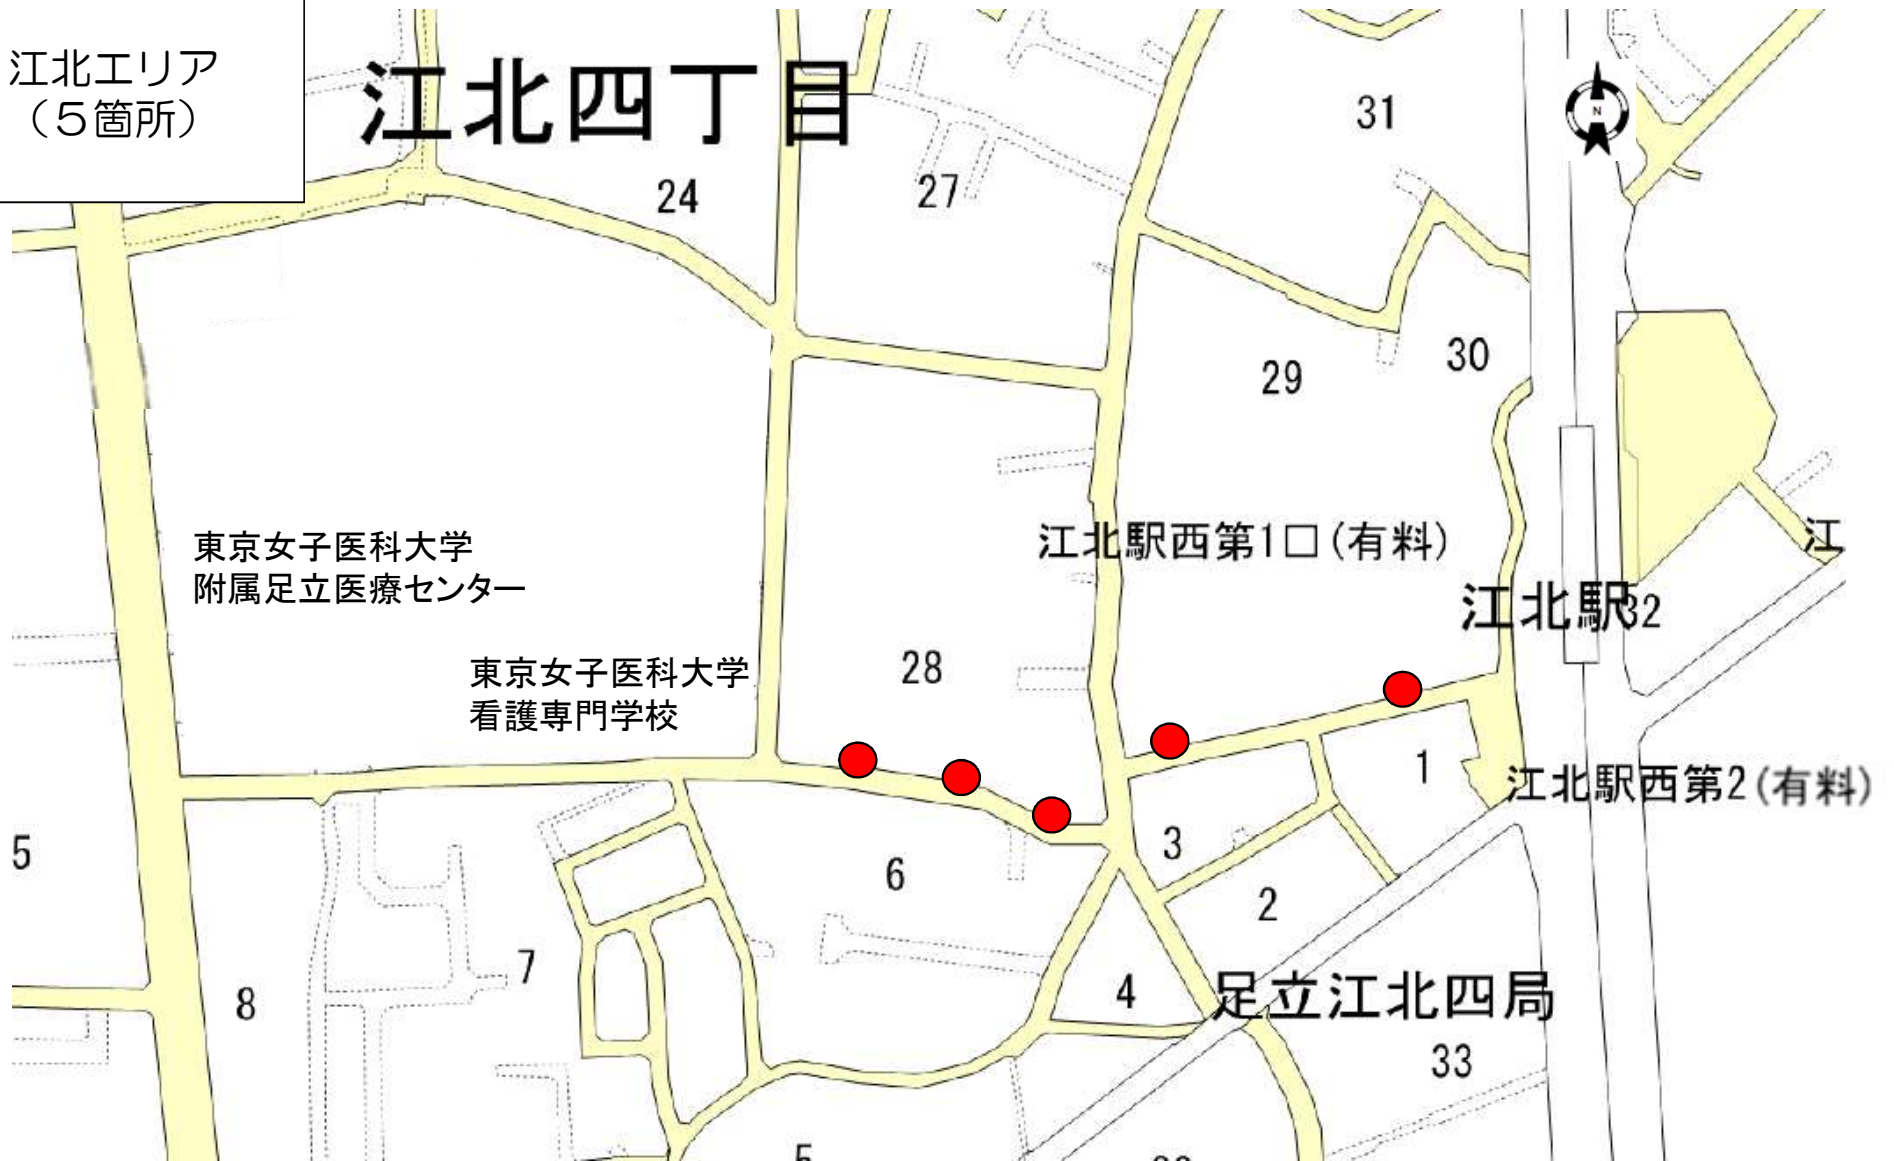 江北エリア
（５箇所）
江北四丁目
31
N
24
27
30
29
東京女子医科大学
附属足立医療センター
江北駅西第1□(有料)
江
江北駅
32
東京女子医科大学
看護専門学校
28
1
江北駅西第2(有料)
5
3
6
2
7
4
足立江北四局
8
33
5